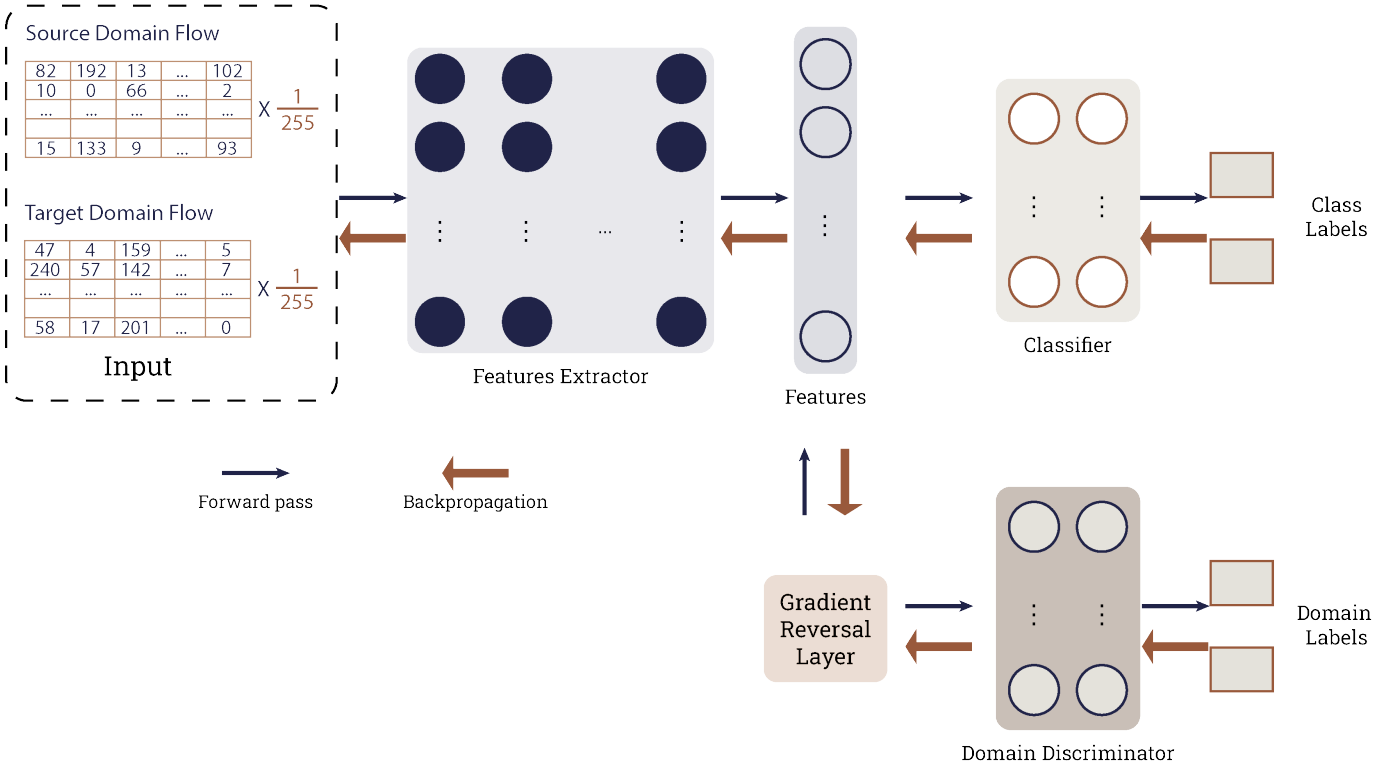 Source Domain Flow
82 192 13 ... 102
10 0 66 ... 2
... ... ... ... ...
15 133 9 ... 93
X 1
255
Target Domain Flow
47 4 159 ... 5
240 57 142 ... 7
... ... ... ... ...
58 17 201 ... 0
X 1
255
Input
Features Extractor
Features
Classifier
Class
Labels
Forward pass
Backpropagation
Gradient
Reversal
Layer
Domain Discriminator
Domain
Labels